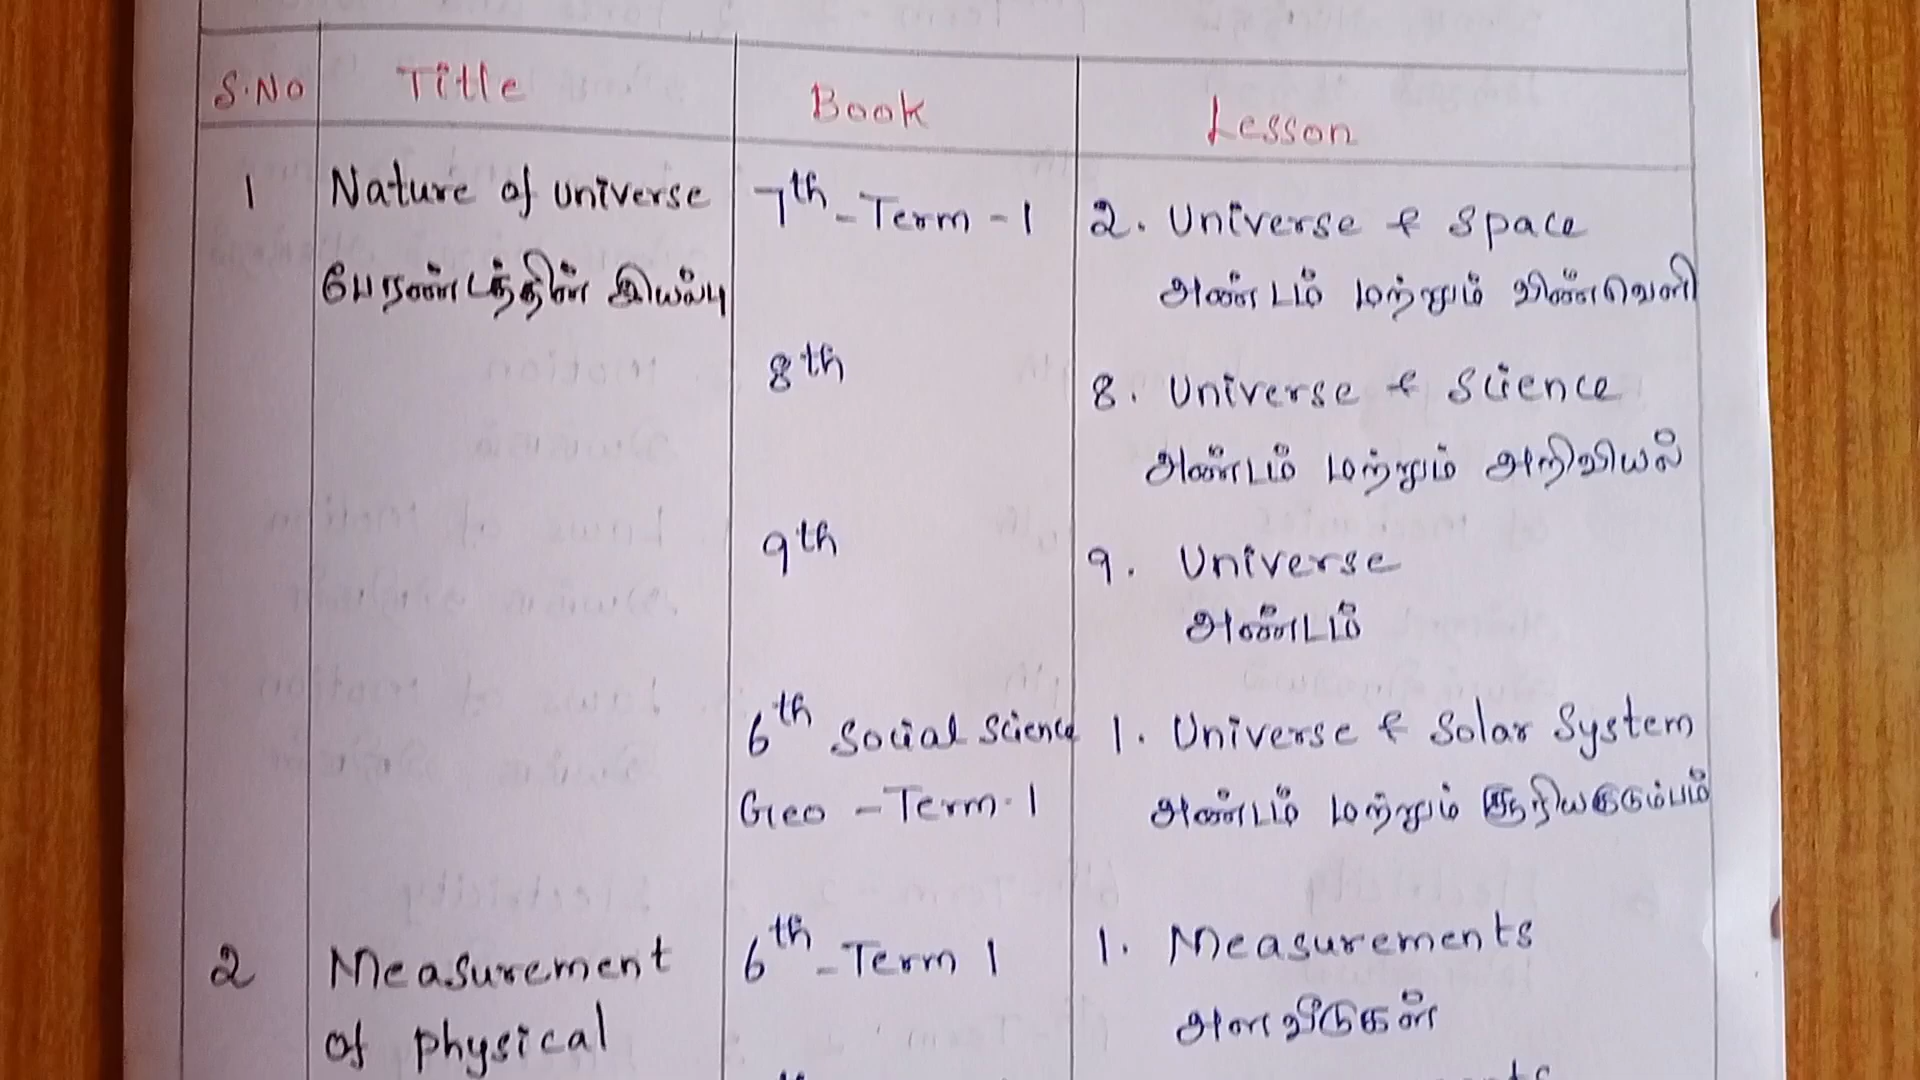 S.No Title Book Lesson
1 Nature of universe 7th - Term - 1 2. Universe & Space
பேரண்டத்தின் இயல்பு அண்டம் மற்றும் விண்வெளி
8th 8. Universe & Science
அண்டம் மற்றும் அறிவியல்
9th 9. Universe
அண்டம்
6th Social Science 1. Universe & Solar System
Geo - Term - 1 அண்டம் மற்றும் சூரியகுடும்பம்
2 Measurement 6th - Term 1 1. Measurements
of physical அளவீடுகள்